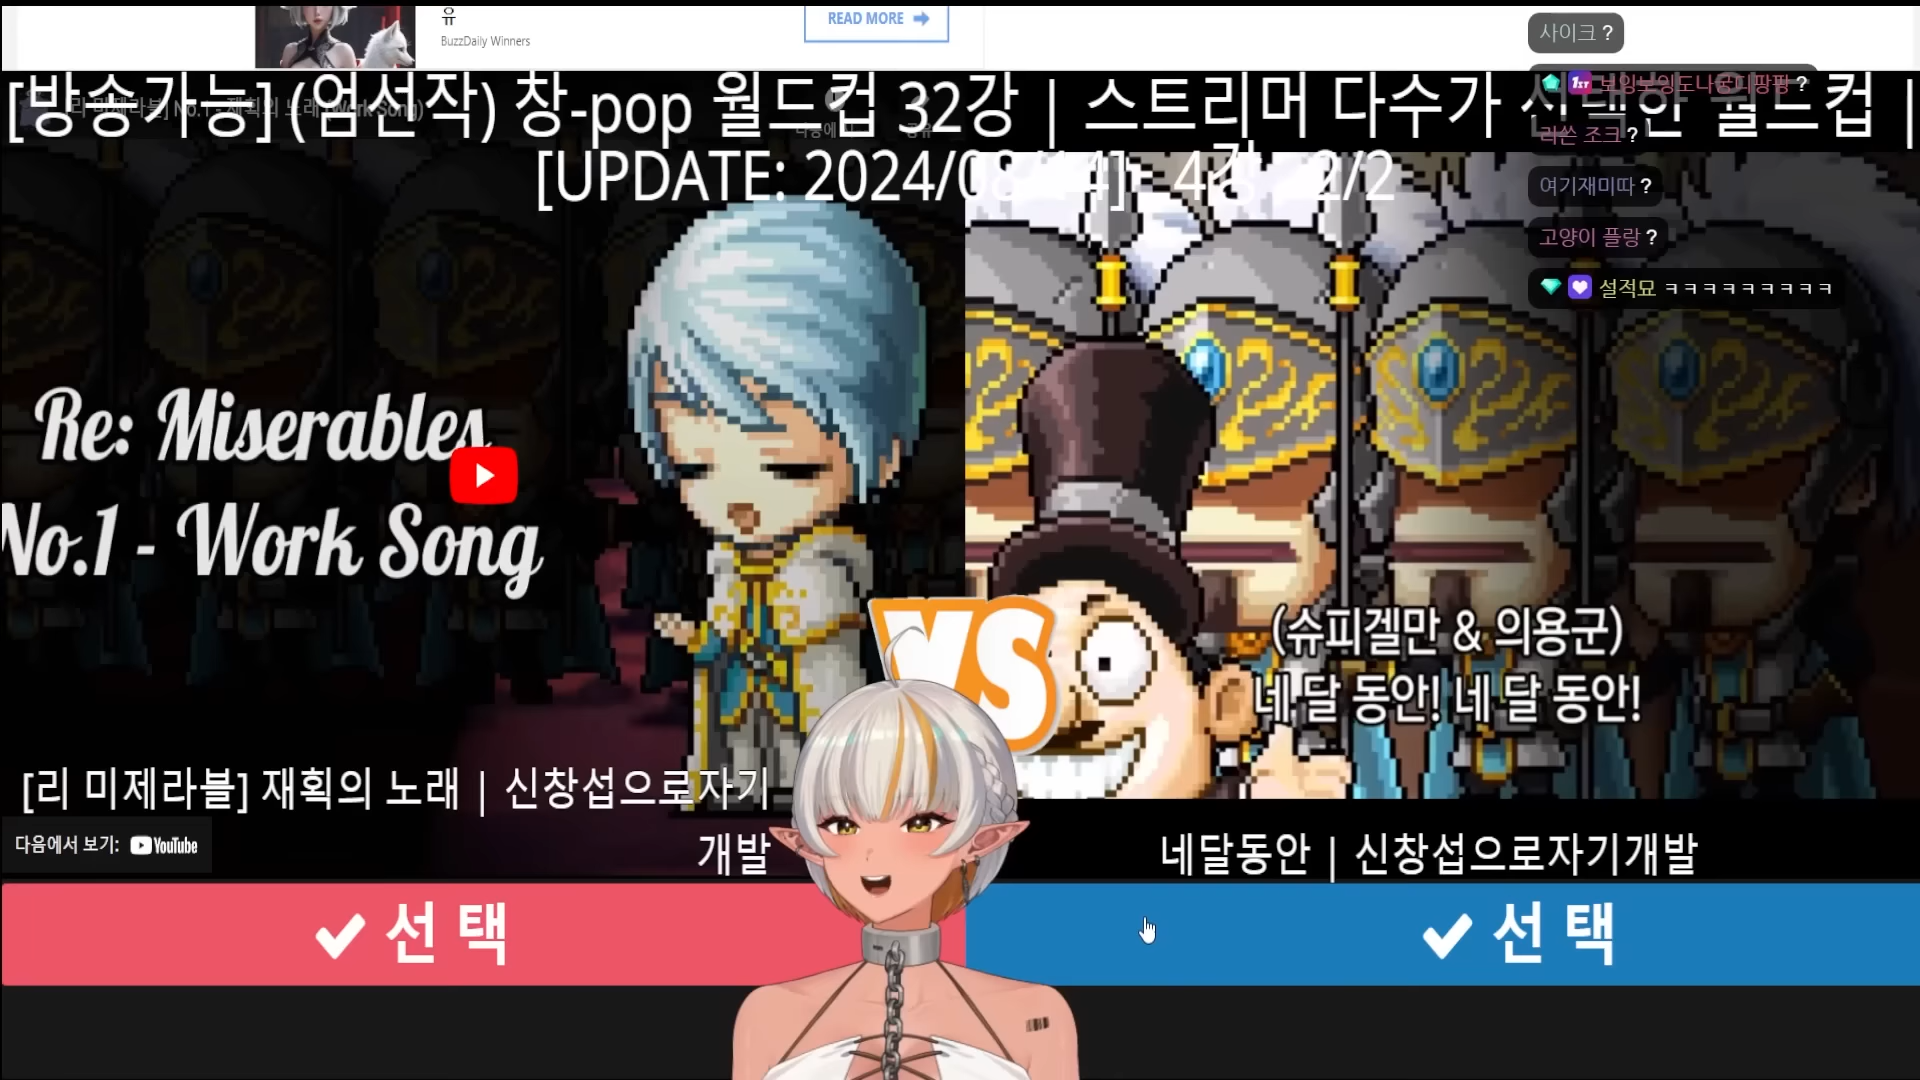 유
BuzzDaily Winners
READ MORE
[방송가능] (엄선작) 창-pop 월드컵 32강 | 스트리머 다수가 선택한 월드컵 |
[UPDATE: 2024/08/14] 4강 2/2
사이크 ?
?
리쓴 조크 ?
여기재미따 ?
고양이 플랑 ?
설적묘 ㅋㅋㅋㅋㅋㅋㅋㅋㅋ
Re: Miserables
No.1 - Work Song
VS
(슈피겔만 & 의용군)
네 달 동안! 네 달 동안!
[리 미제라블] 재획의 노래 | 신창섭으로자기
개발
다음에서 보기: YouTube
네달동안 | 신창섭으로자기개발
선 택
선 택